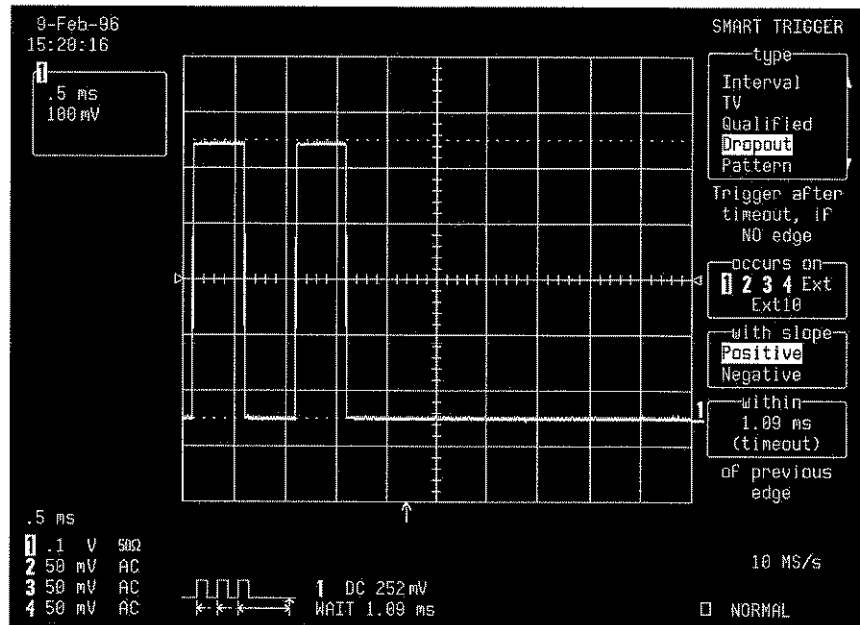 9-Feb-96
15:20:16
1
.5 ms
100 mV
SMART TRIGGER
type
Interval
TV
Qualified
Dropout
Pattern
Trigger after
timeout, if
NO edge
occurs on
1 2 3 4 Ext
Ext10
with slope
Positive
Negative
1
within
1.09 ms
(timeout)
of previous
edge
.5 ms
1 .1 V 50Ω
2 50 mV AC
3 50 mV AC
4 50 mV AC
1 DC 252 mV
WAIT 1.09 ms
10 MS/s
NORMAL